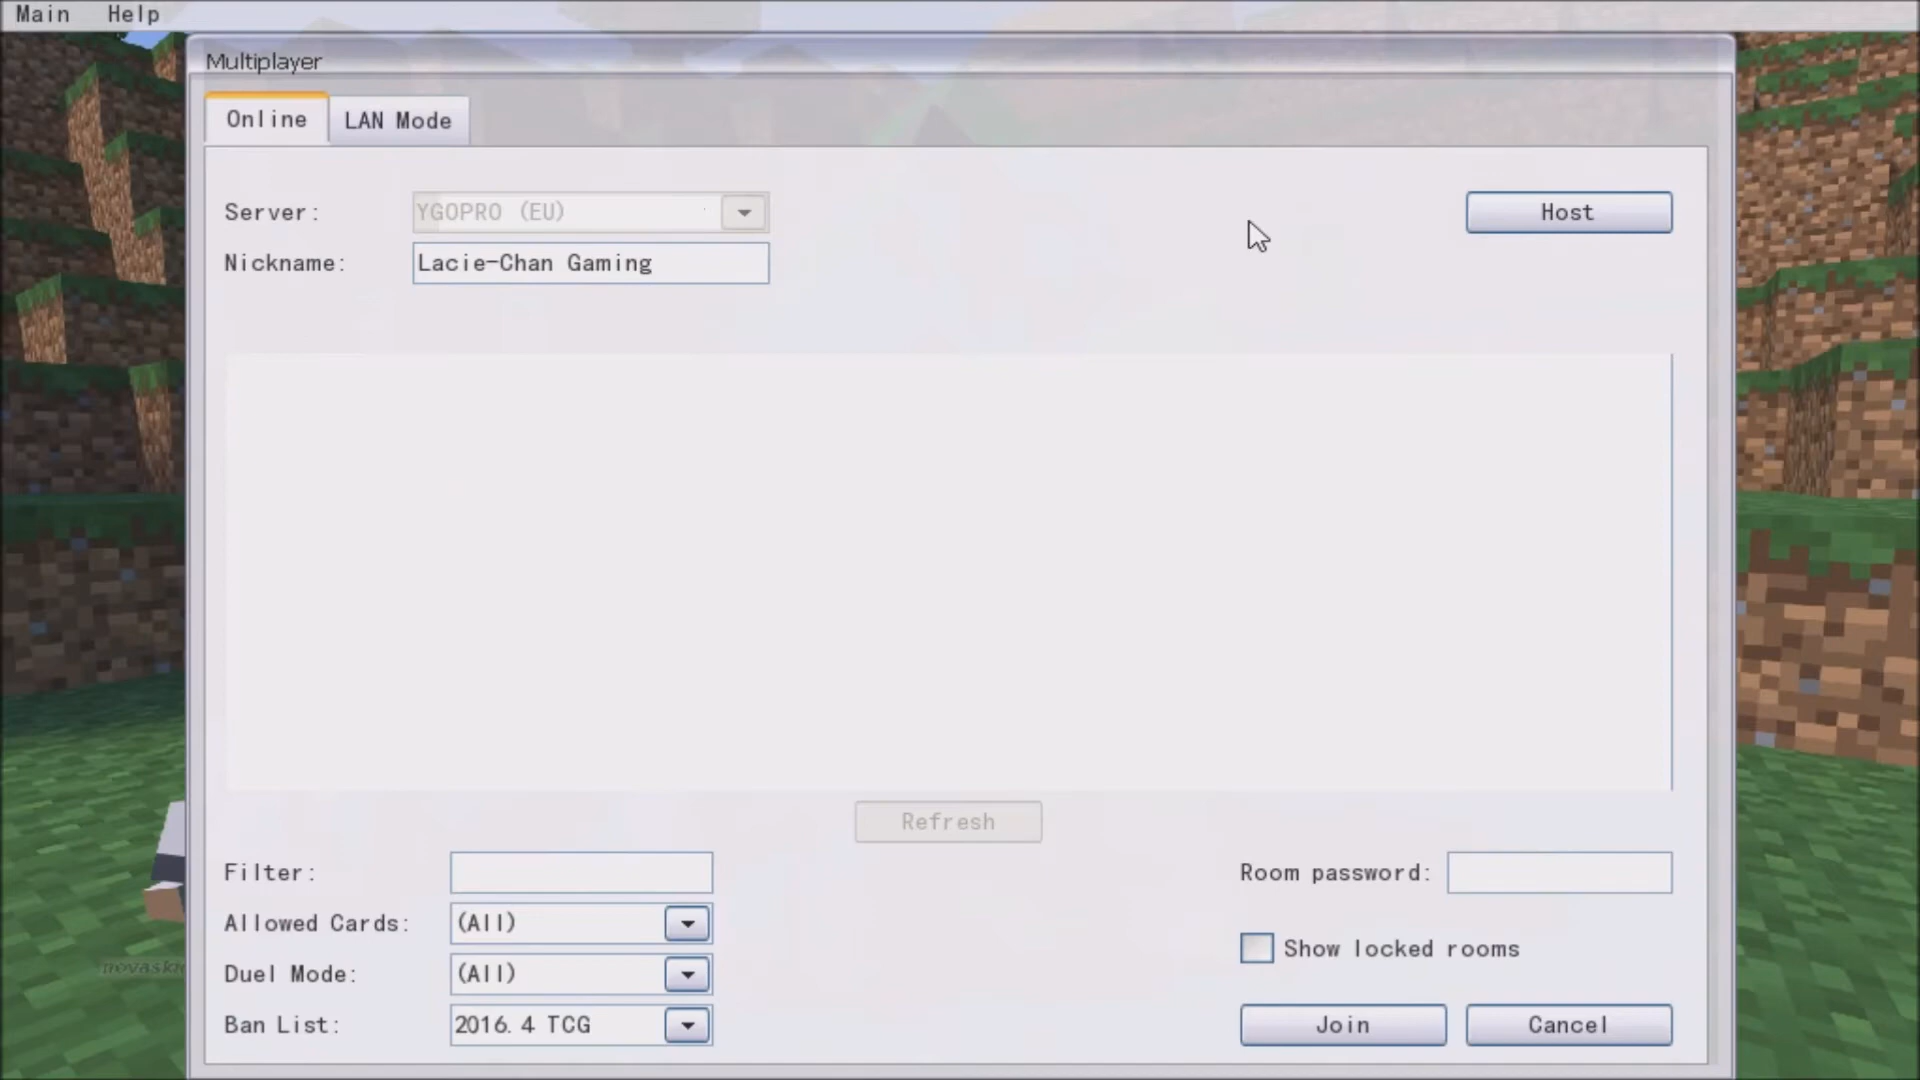 Main Help
Multiplayer
Online LAN Mode
Server: YGOPRO (EU) Host
Nickname: Lacie-Chan Gaming
Refresh
Filter: Room password:
Allowed Cards: (All)
Show locked rooms
Duel Mode: (All)
Ban List: 2016.4 TCG Join Cancel